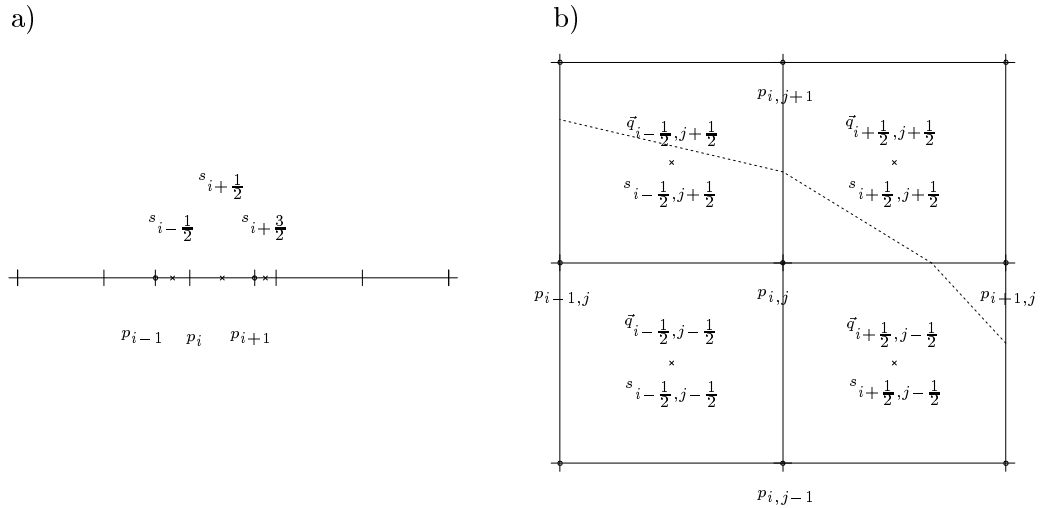 a)
s_{i+\frac{1}{2}}
s_{i-\frac{1}{2}} s_{i+\frac{3}{2}}
p_{i-1} p_i p_{i+1}
b)
p_{i,j+1}
\vec{q}_{i-\frac{1}{2},j+\frac{1}{2}} \vec{q}_{i+\frac{1}{2},j+\frac{1}{2}}
s_{i-\frac{1}{2},j+\frac{1}{2}} s_{i+\frac{1}{2},j+\frac{1}{2}}
p_{i-1,j} p_{i,j} p_{i+1,j}
\vec{q}_{i-\frac{1}{2},j-\frac{1}{2}} \vec{q}_{i+\frac{1}{2},j-\frac{1}{2}}
s_{i-\frac{1}{2},j-\frac{1}{2}} s_{i+\frac{1}{2},j-\frac{1}{2}}
p_{i,j-1}